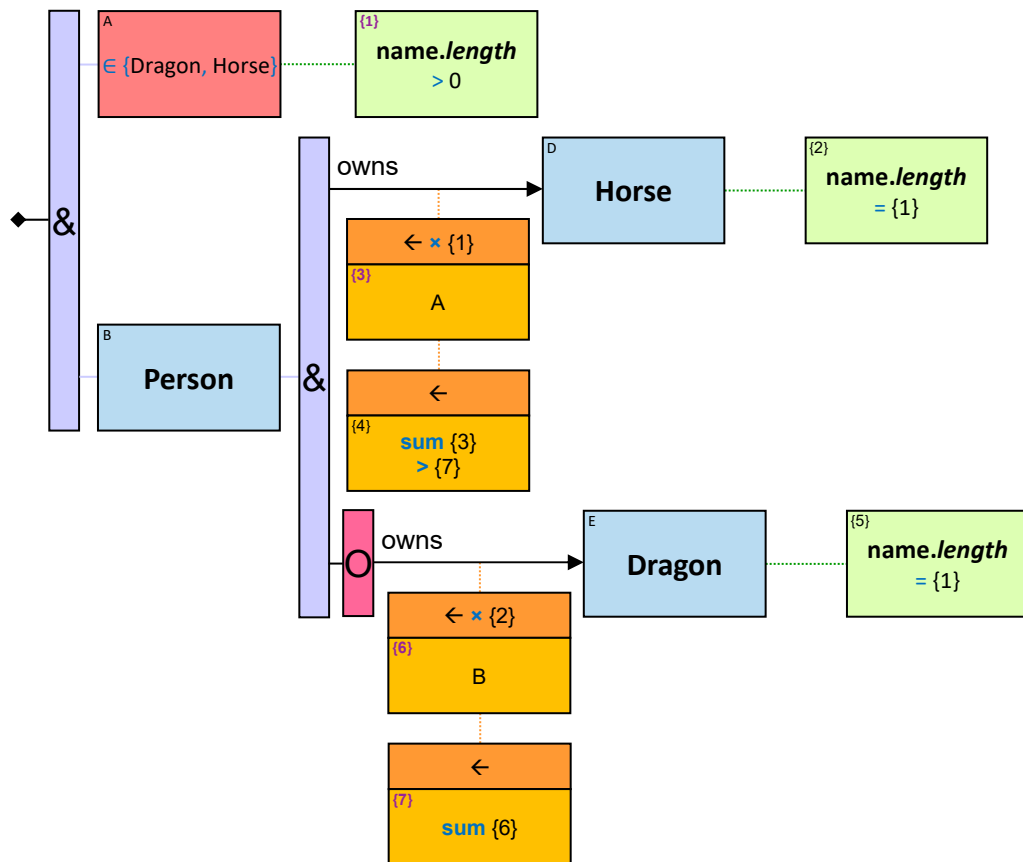 A
∈ {Dragon, Horse}
{1}
name.length
> 0
&
B
Person
&
owns
D
Horse
{2}
name.length
= {1}
← × {1}
{3}
A
←
{4}
sum {3}
> {7}
O
owns
E
Dragon
{5}
name.length
= {1}
← × {2}
{6}
B
←
{7}
sum {6}